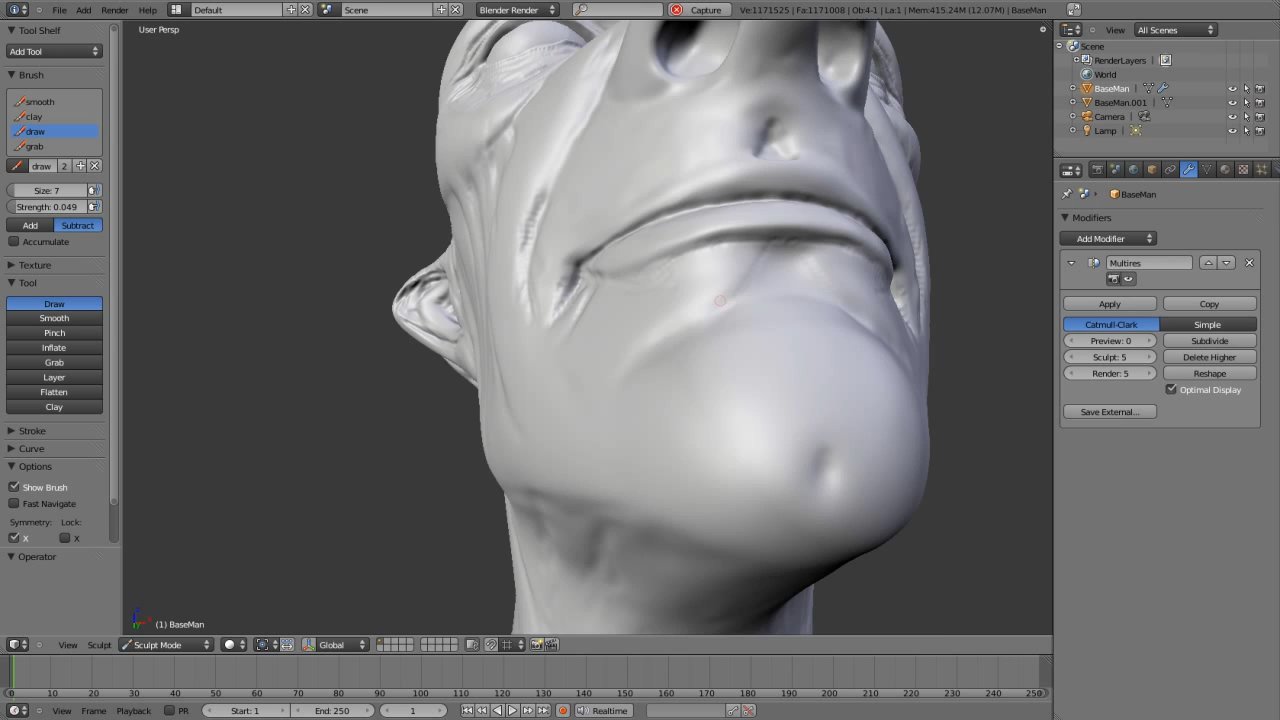 File Add Render Help Default Scene Blender Render Capture Ve:1171525 | Fa:1171008 | Ob:4-1 | La:1 | Mem:415.24M (12.07M) | BaseMan
Tool Shelf
Add Tool
Brush
smooth
clay
draw
grab
draw 2
Size: 7
Strength: 0.049
Add Subtract
Accumulate
Texture
Tool
Draw
Smooth
Pinch
Inflate
Grab
Layer
Flatten
Clay
Stroke
Curve
Options
Show Brush
Fast Navigate
Symmetry: Lock:
X X
Operator
User Persp
(1) BaseMan
View Sculpt Sculpt Mode Global
View All Scenes
Scene
RenderLayers
World
BaseMan
BaseMan.001
Camera
Lamp
BaseMan
Modifiers
Add Modifier
Multires
Apply Copy
Catmull-Clark Simple
Preview: 0 Subdivide
Sculpt: 5 Delete Higher
Render: 5 Reshape
Optimal Display
Save External...
0 10 20 30 40 50 60 70 80 90 100 110 120 130 140 150 160 170 180 190 200 210 220 230 240 250
View Frame Playback PR Start: 1 End: 250 1 Realtime